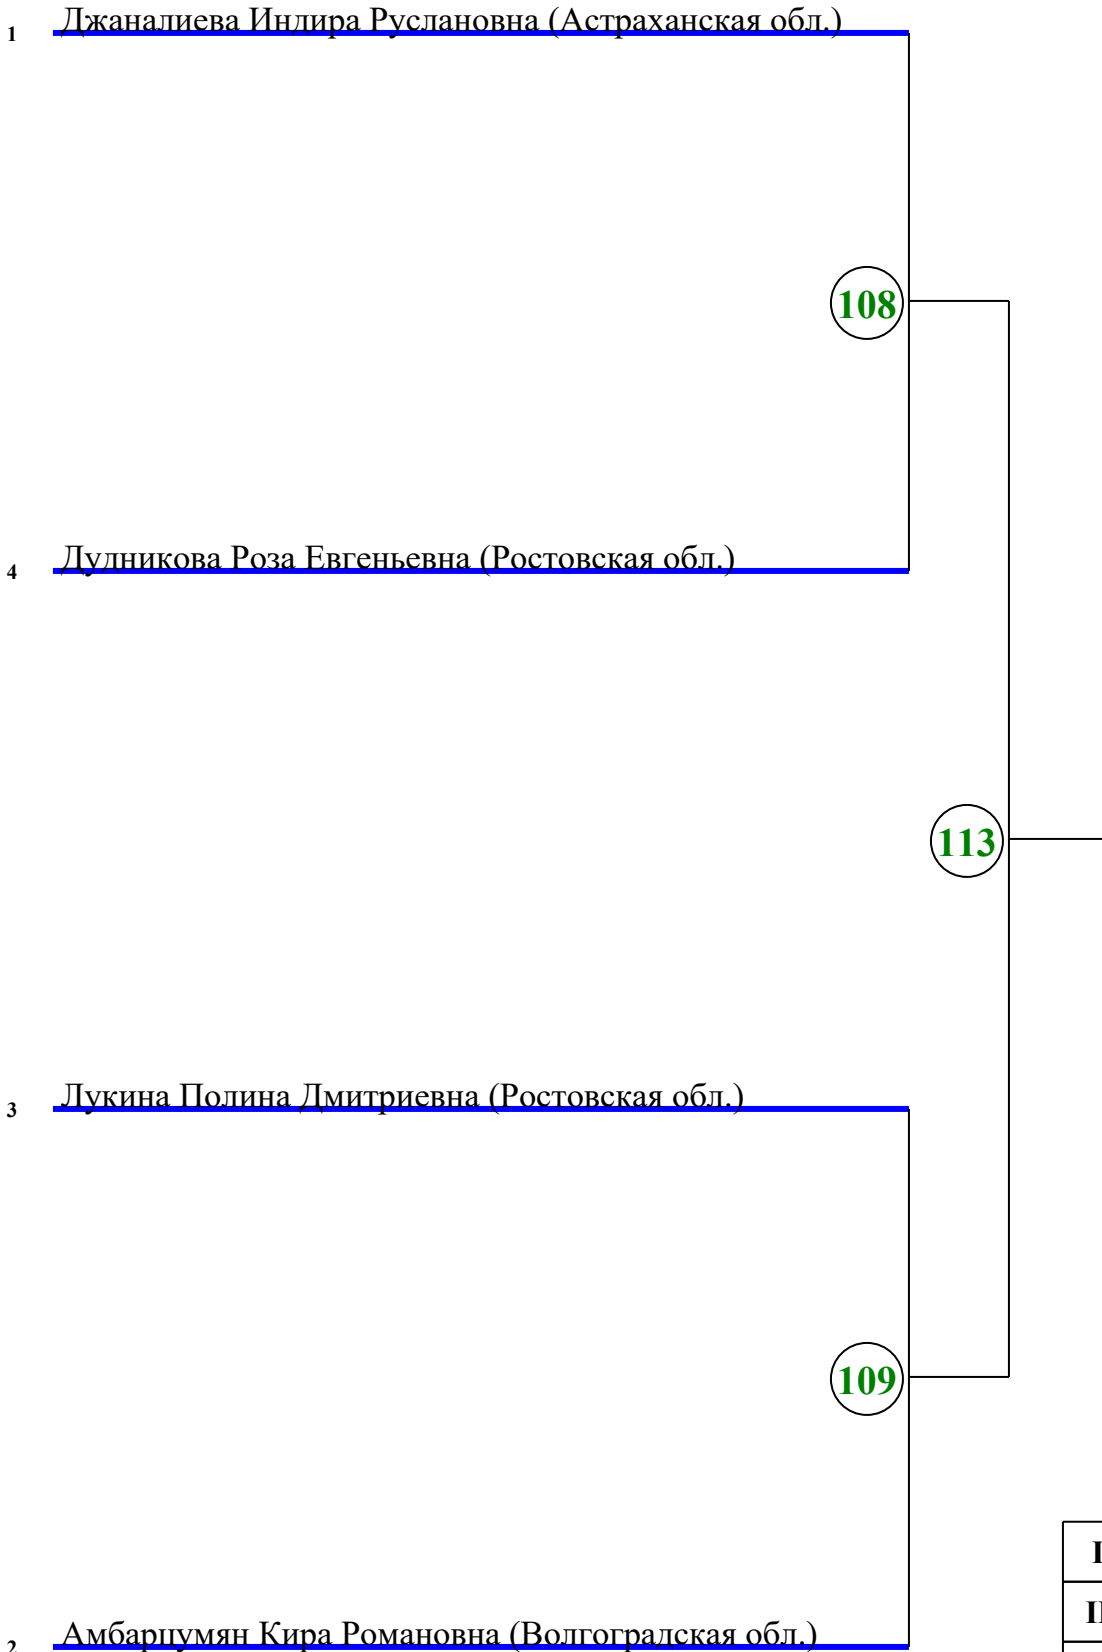 1 Джаналиева Индира Руслановна (Астраханская обл.)
108
4 Дудникова Роза Евгеньевна (Ростовская обл.)
113
3 Лукина Полина Дмитриевна (Ростовская обл.)
109
I
2 Амбарцумян Кира Романовна (Волгоградская обл.)